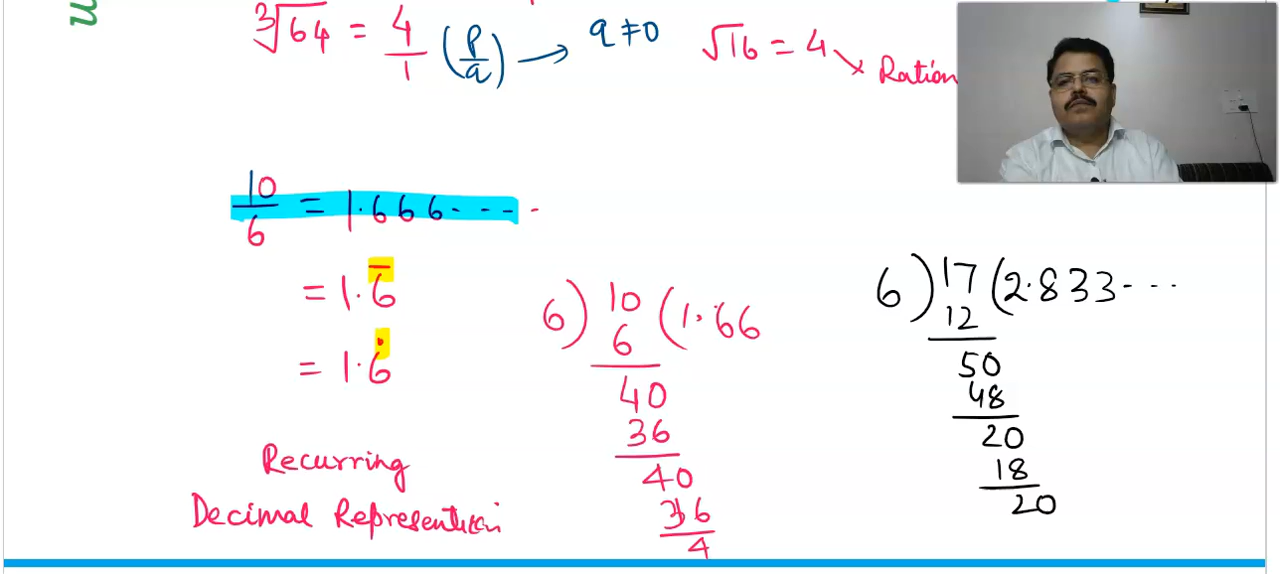 ∛64 = 4/1 (p/q) → q ≠ 0
√16 = 4 ↘ Ration
10/6 = 1.666----
= 1.6̅
= 1.6̇
Recurring
Decimal Representation
6) 10 (1.66
6
40
36
40
36
4
6) 17 (2.833---
12
50
48
20
18
20